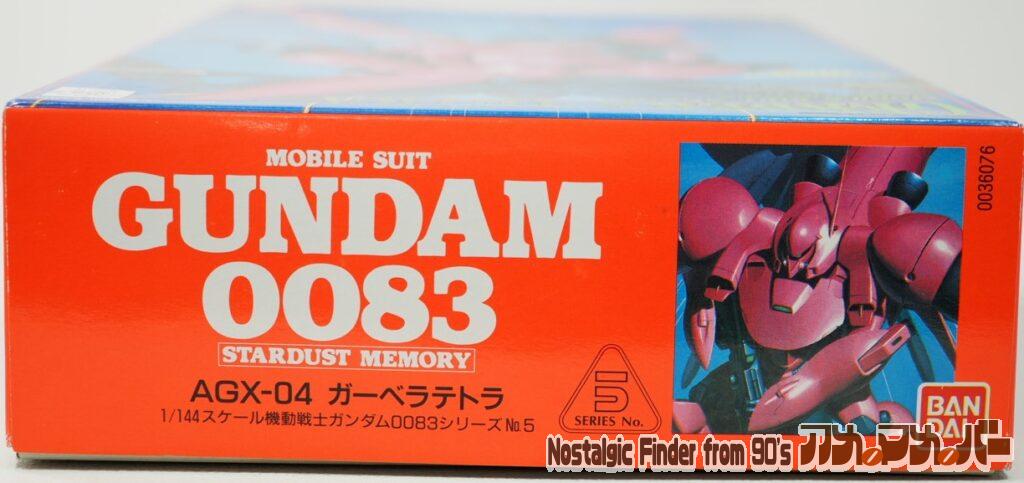 MOBILE SUIT
GUNDAM
0083
STARDUST MEMORY
AGX-04 ガーベラテトラ
1/144スケール機動戦士ガンダム0083シリーズ№5
5
SERIES No.
0036076
BAN
DAI
Nostalgic Finder from 90's